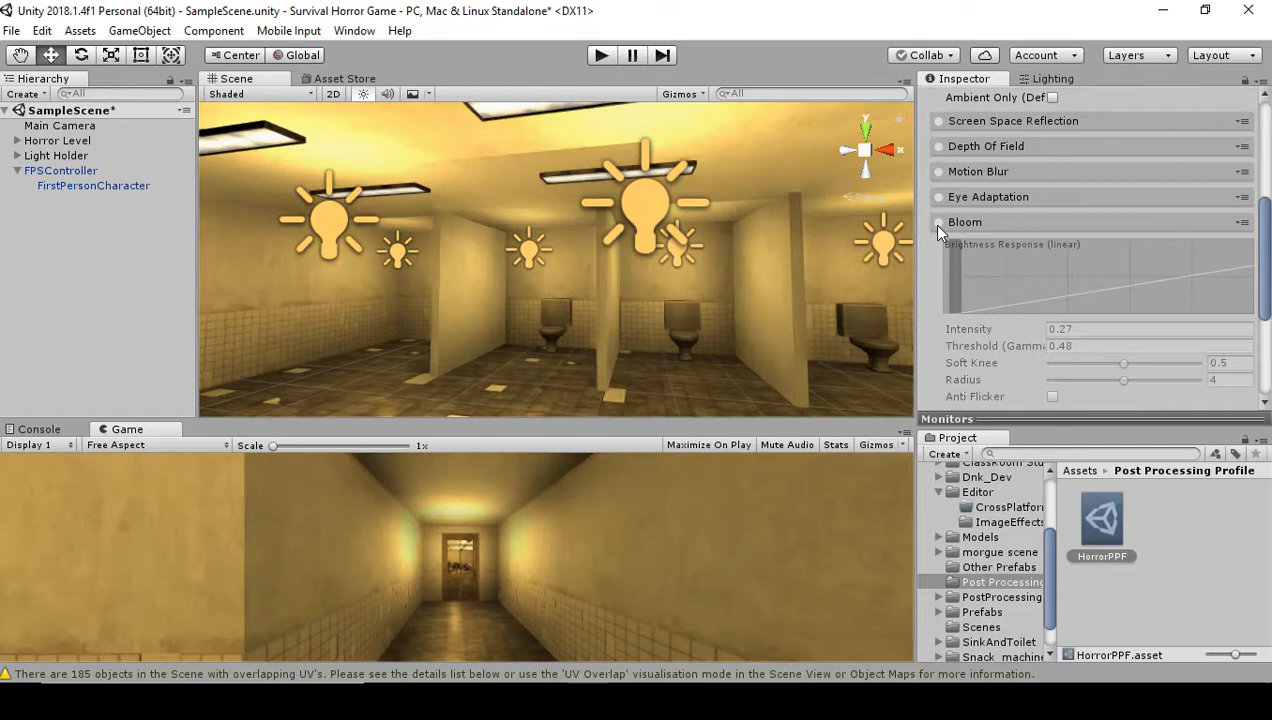 Unity 2018.1.4f1 Personal (64bit) - SampleScene.unity - Survival Horror Game - PC, Mac & Linux Standalone* <DX11>
File Edit Assets GameObject Component Mobile Input Window Help
Center Global Collab Account Layers Layout
Hierarchy Scene Asset Store Inspector Lighting
Create All Shaded 2D Gizmos All
SampleScene*
Main Camera
Horror Level
Light Holder
FPSController
FirstPersonCharacter
y
x
Ambient Only (Def
Screen Space Reflection
Depth Of Field
Motion Blur
Eye Adaptation
Bloom
Brightness Response (linear)
Intensity 0.27
Threshold (Gamma 0.48
Soft Knee 0.5
Radius 4
Anti Flicker
Monitors
Console Game
Display 1 Free Aspect Scale 1x Maximize On Play Mute Audio Stats Gizmos
Project
Create
Dnk_Dev
Editor
CrossPlatfor
ImageEffects
Models
morgue scene
Other Prefabs
Post Processing
PostProcessing
Prefabs
Scenes
SinkAndToilet
Snack_machine
Assets Post Processing Profile
HorrorPPF
HorrorPPF.asset
There are 185 objects in the Scene with overlapping UV's. Please see the details list below or use the 'UV Overlap' visualisation mode in the Scene View or Object Maps for more information.